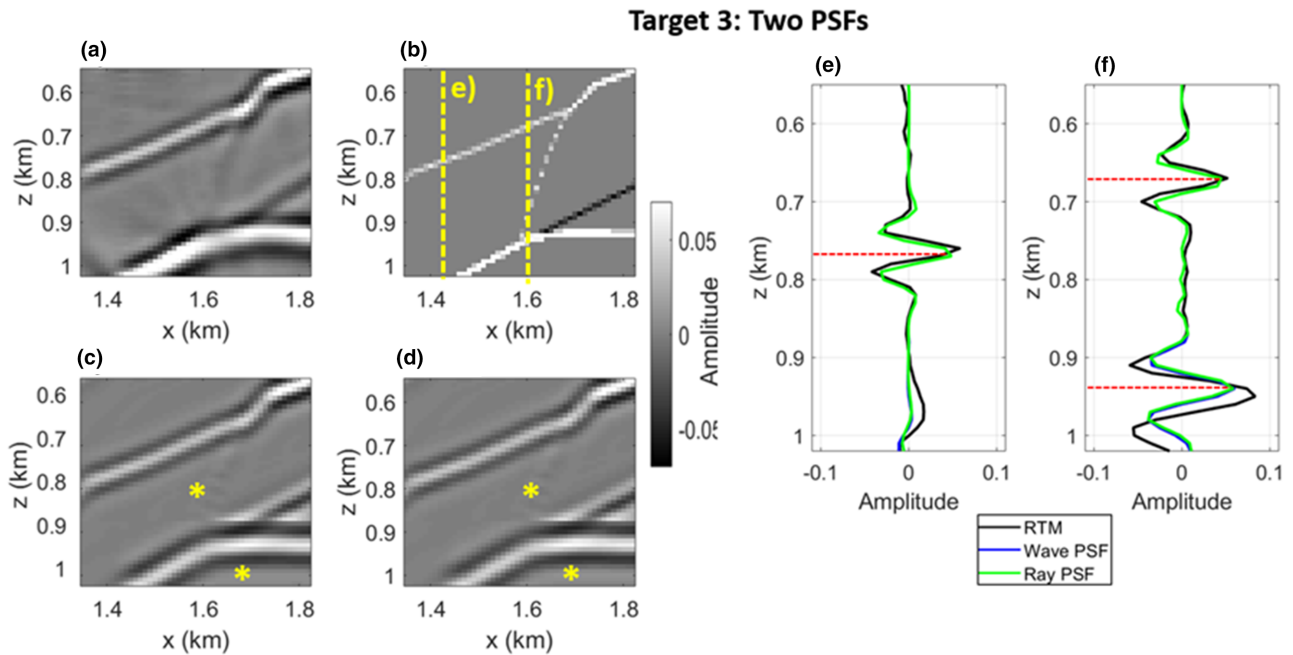 Target 3: Two PSFs
(a)
0.6
0.7
0.8
0.9
1
z (km)
1.4 1.6 1.8
x (km)
(b)
e)
f)
0.6
0.7
0.8
0.9
1
z (km)
1.4 1.6 1.8
x (km)
0.05
0
-0.05
Amplitude
(c)
0.6
0.7
0.8
0.9
1
z (km)
*
*
1.4 1.6 1.8
x (km)
(d)
0.6
0.7
0.8
0.9
1
z (km)
*
*
1.4 1.6 1.8
x (km)
(e)
0.6
0.7
0.8
0.9
1
z (km)
-0.1 0 0.1
Amplitude
(f)
0.6
0.7
0.8
0.9
1
z (km)
-0.1 0 0.1
Amplitude
RTM
Wave PSF
Ray PSF